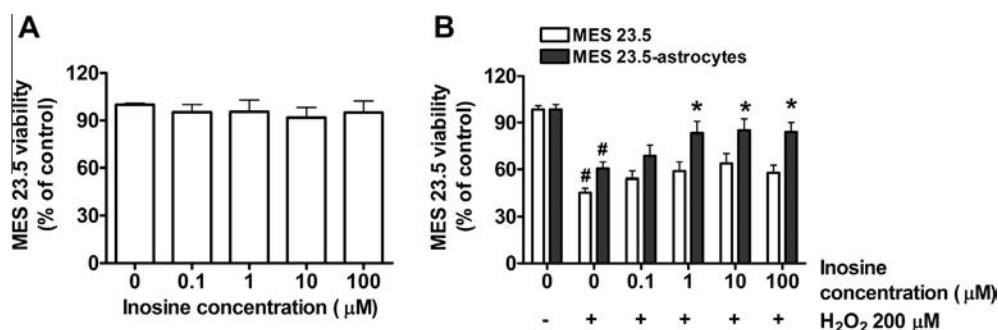 A
MES 23.5 viability
(% of control)
120
90
60
30
0
0 0.1 1 10 100
Inosine concentration ( μM)
B
MES 23.5
MES 23.5-astrocytes
MES 23.5 viability
(% of control)
120
90
60
30
0
# # * * *
0 0 0.1 1 10 100
Inosine
concentration (μM)
- + + + + + H₂O₂ 200 μM